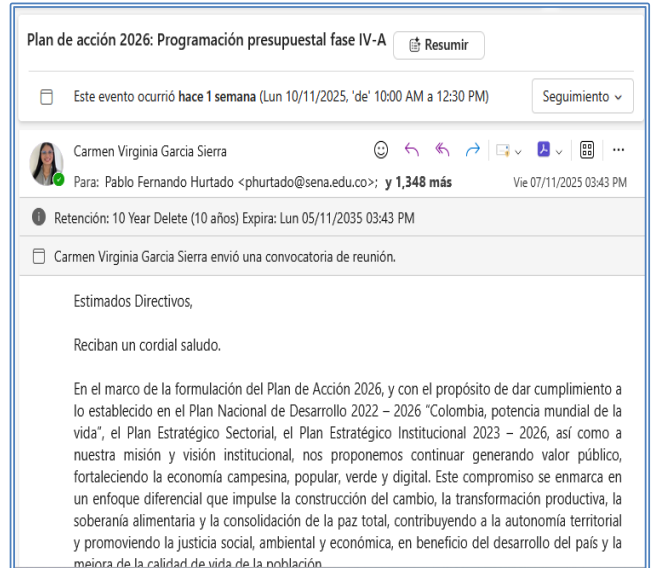 Plan de acción 2026: Programación presupuestal fase IV-A
Resumir
Este evento ocurrió hace 1 semana (Lun 10/11/2025, 'de' 10:00 AM a 12:30 PM)
Seguimiento
Carmen Virginia Garcia Sierra
Para: Pablo Fernando Hurtado <phurtado@sena.edu.co>; y 1,348 más
Vie 07/11/2025 03:43 PM
Retención: 10 Year Delete (10 años) Expira: Lun 05/11/2035 03:43 PM
Carmen Virginia Garcia Sierra envió una convocatoria de reunión.
Estimados Directivos,
Reciban un cordial saludo.
En el marco de la formulación del Plan de Acción 2026, y con el propósito de dar cumplimiento a
lo establecido en el Plan Nacional de Desarrollo 2022 – 2026 “Colombia, potencia mundial de la
vida”, el Plan Estratégico Sectorial, el Plan Estratégico Institucional 2023 – 2026, así como a
nuestra misión y visión institucional, nos proponemos continuar generando valor público,
fortaleciendo la economía campesina, popular, verde y digital. Este compromiso se enmarca en
un enfoque diferencial que impulse la construcción del cambio, la transformación productiva, la
soberanía alimentaria y la consolidación de la paz total, contribuyendo a la autonomía territorial
y promoviendo la justicia social, ambiental y económica, en beneficio del desarrollo del país y la
mejora de la calidad de vida de la población